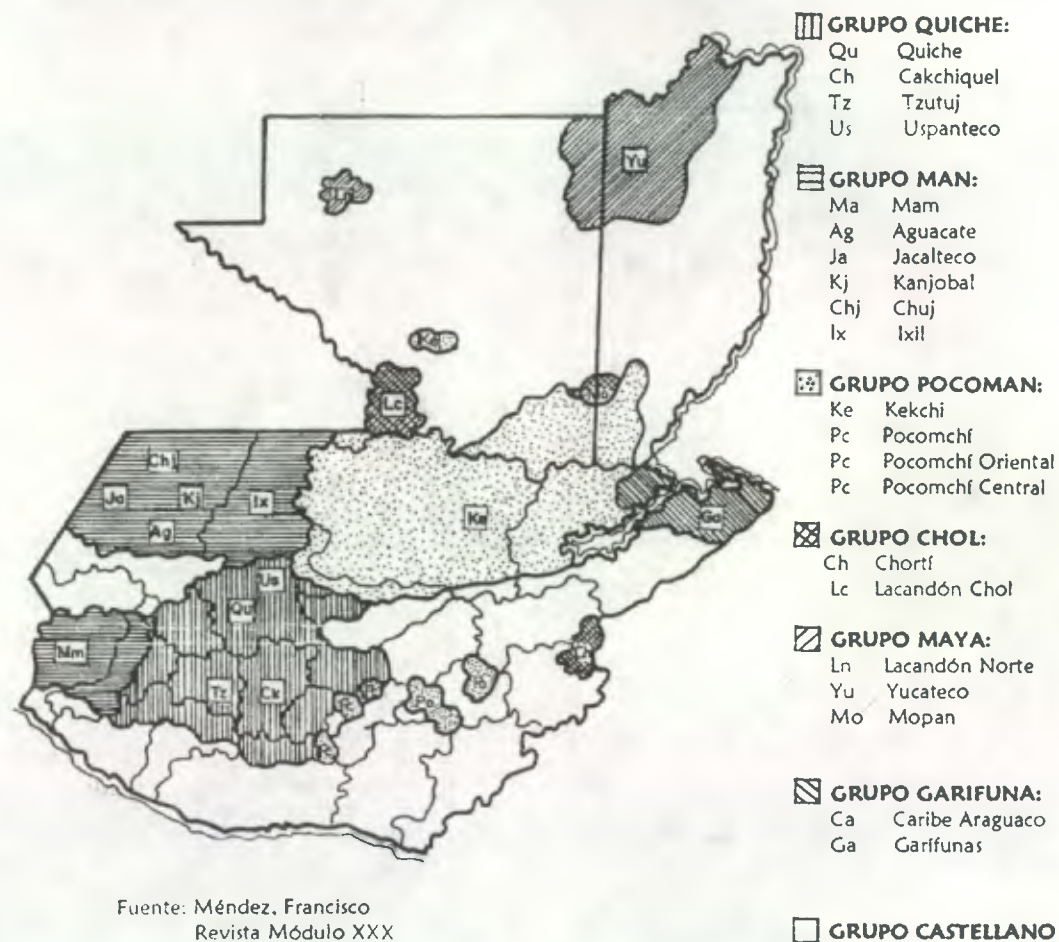 GRUPO QUICHE:
Qu Quiche
Ch Cakchiquel
Tz Tzutuj
Us Uspanteco
GRUPO MAN:
Ma Mam
Ag Aguacate
Ja Jacalteco
Kj Kanjobal
Chj Chuj
Ix Ixil
GRUPO POCOMAN:
Ke Kekchi
Pc Pocomchí
Pc Pocomchí Oriental
Pc Pocomchí Central
GRUPO CHOL:
Ch Chortí
Lc Lacandón Chol
GRUPO MAYA:
Ln Lacandón Norte
Yu Yucateco
Mo Mopan
GRUPO GARIFUNA:
Ca Caribe Araguaco
Ga Garífunas
GRUPO CASTELLANO
Yu
Ln
Lc
Chj
Ja
Kj
Ix
Ag
Ke
Ga
Us
Qu
Mm
Tz
Ck
Fuente: Méndez, Francisco
Revista Módulo XXX